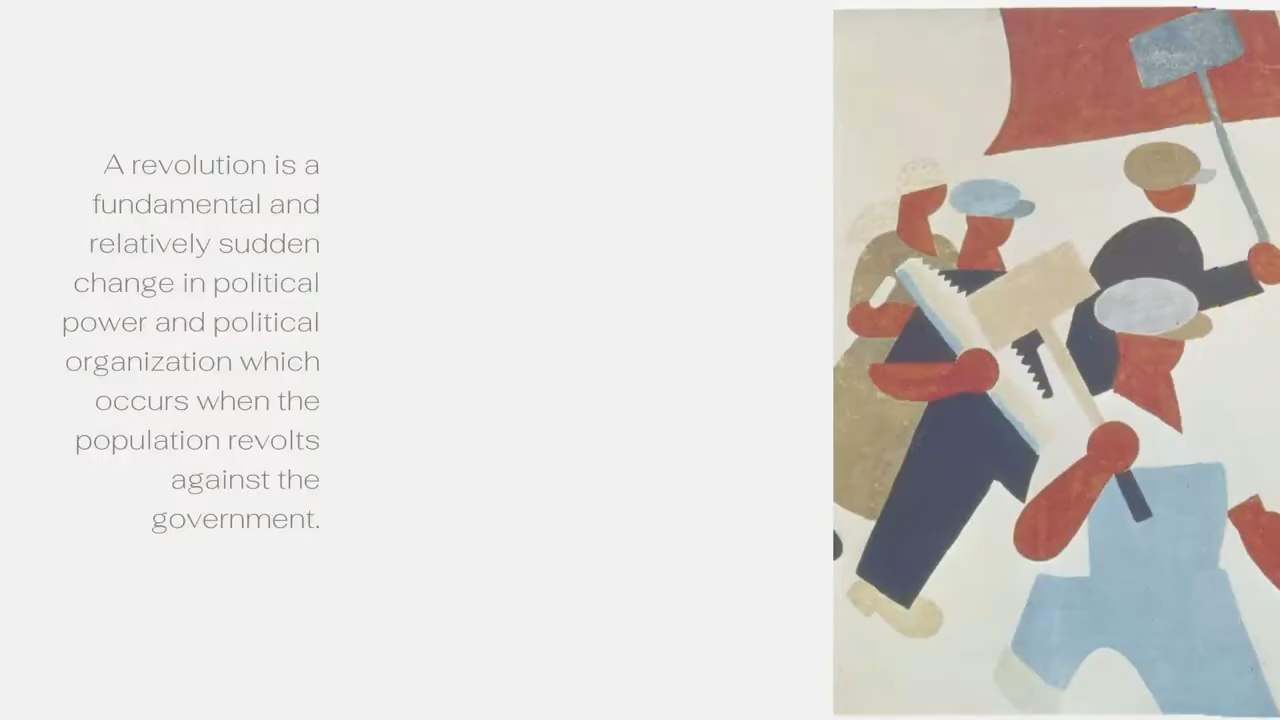 A revolution is a
fundamental and
relatively sudden
change in political
power and political
organization which
occurs when the
population revolts
against the
government.